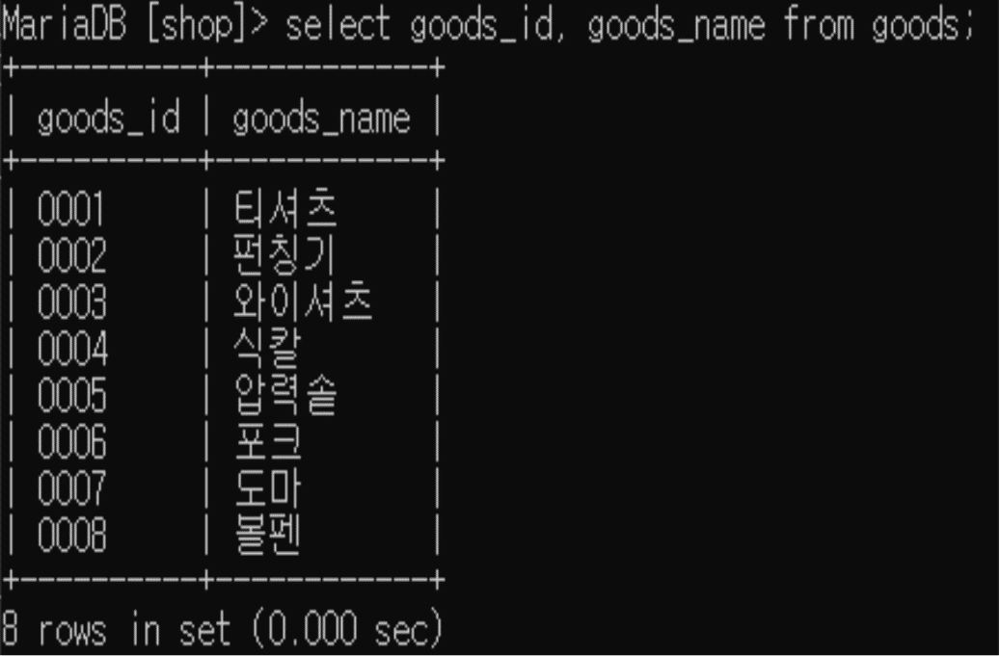 MariaDB [shop]> select goods_id, goods_name from goods;
+----------+------------+
| goods_id | goods_name |
+----------+------------+
| 0001 | 티셔츠 |
| 0002 | 펀칭기 |
| 0003 | 와이셔츠 |
| 0004 | 식칼 |
| 0005 | 압력솥 |
| 0006 | 포크 |
| 0007 | 도마 |
| 0008 | 볼펜 |
+----------+------------+
8 rows in set (0.000 sec)